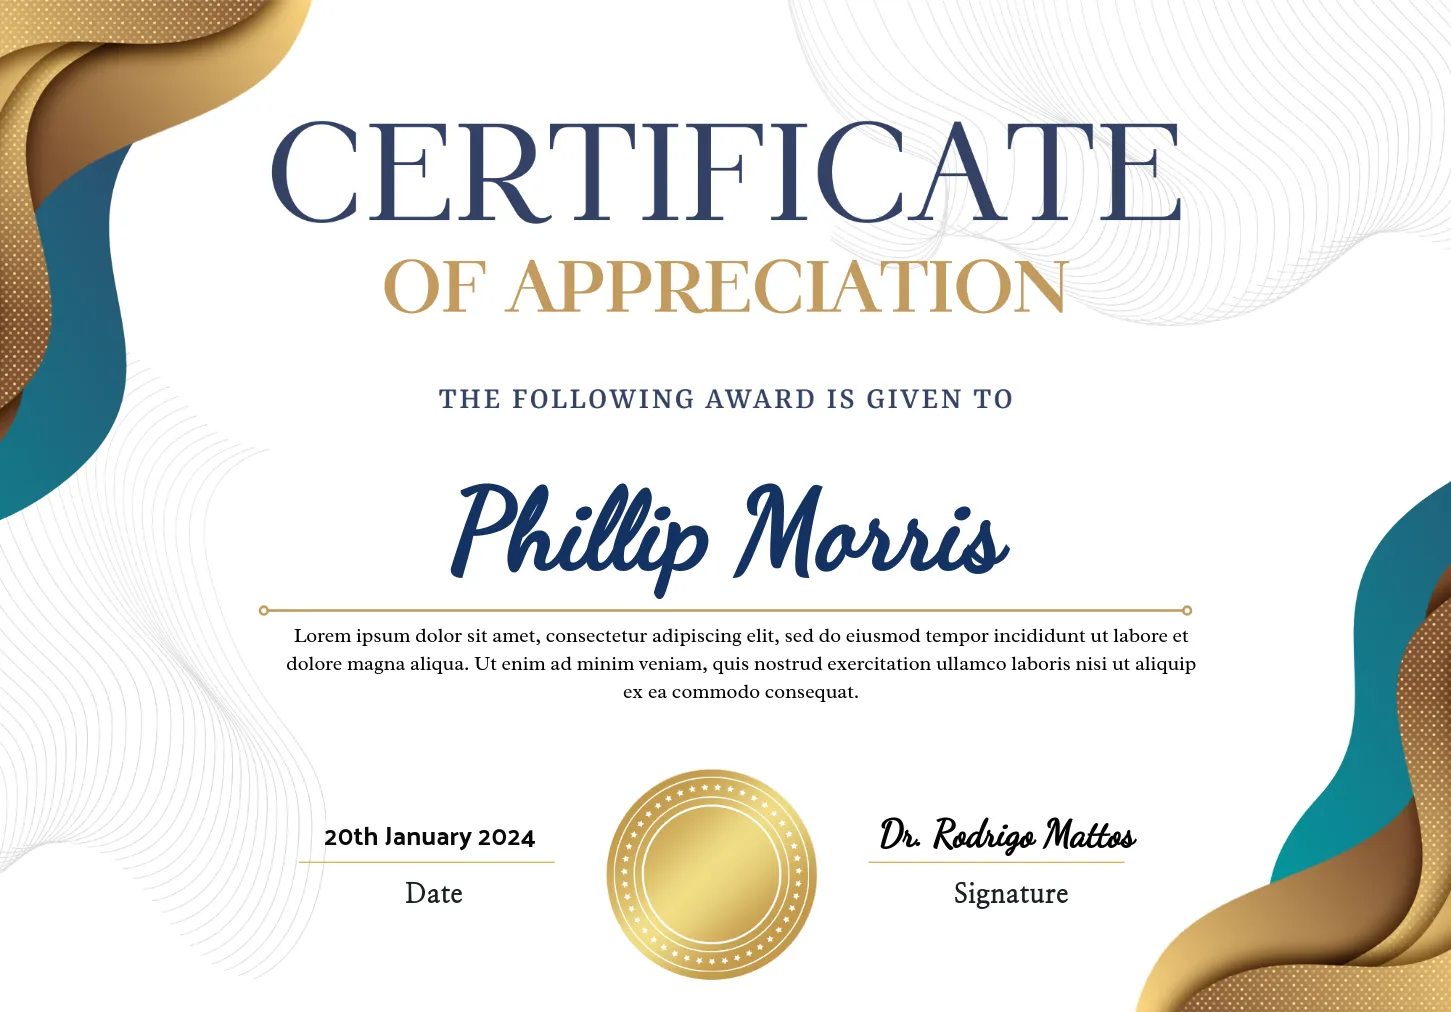 CERTIFICATE
OF APPRECIATION
THE FOLLOWING AWARD IS GIVEN TO
Phillip Morris
Lorem ipsum dolor sit amet, consectetur adipiscing elit, sed do eiusmod tempor incididunt ut labore et
dolore magna aliqua. Ut enim ad minim veniam, quis nostrud exercitation ullamco laboris nisi ut aliquip
ex ea commodo consequat.
20th January 2024
Date
Dr. Rodrigo Mattos
Signature